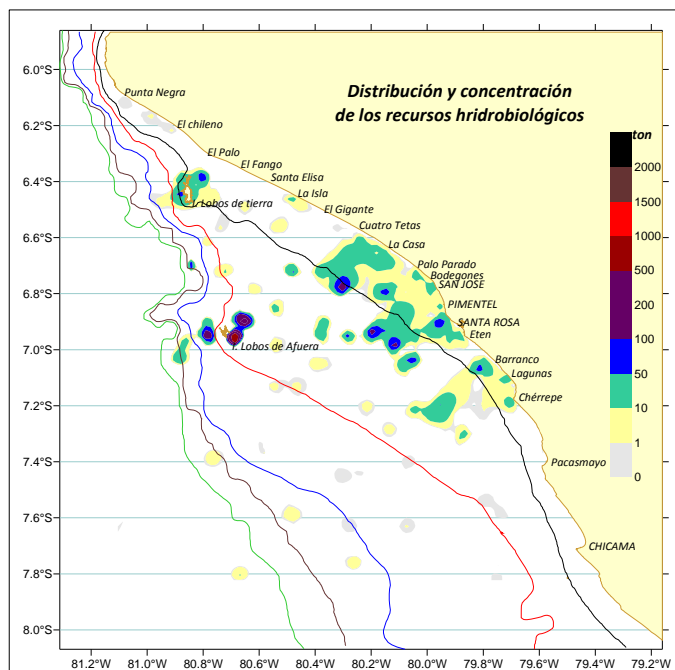 Distribución y concentración
de los recursos hridrobiológicos
ton
2000
1500
1000
500
200
100
50
10
1
0
6.0°S
6.2°S
6.4°S
6.6°S
6.8°S
7.0°S
7.2°S
7.4°S
7.6°S
7.8°S
8.0°S
Punta Negra
El chileno
El Palo
El Fango
Santa Elisa
La Isla
I. Lobos de tierra
El Gigante
Cuatro Tetas
La Casa
Palo Parado
Bodegones
SAN JOSE
PIMENTEL
SANTA ROSA
Eten
I. Lobos de Afuera
Barranco
Lagunas
Chérrepe
Pacasmayo
CHICAMA
81.2°W
81.0°W
80.8°W
80.6°W
80.4°W
80.2°W
80.0°W
79.8°W
79.6°W
79.4°W
79.2°W